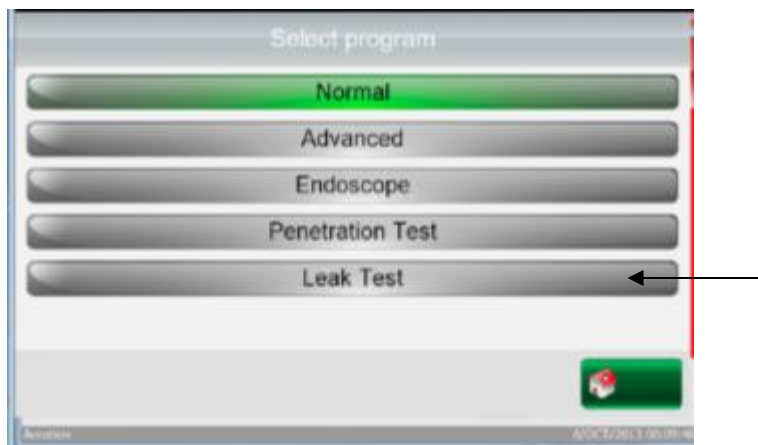 Select program
Normal
Advanced
Endoscope
Penetration Test
Leak Test